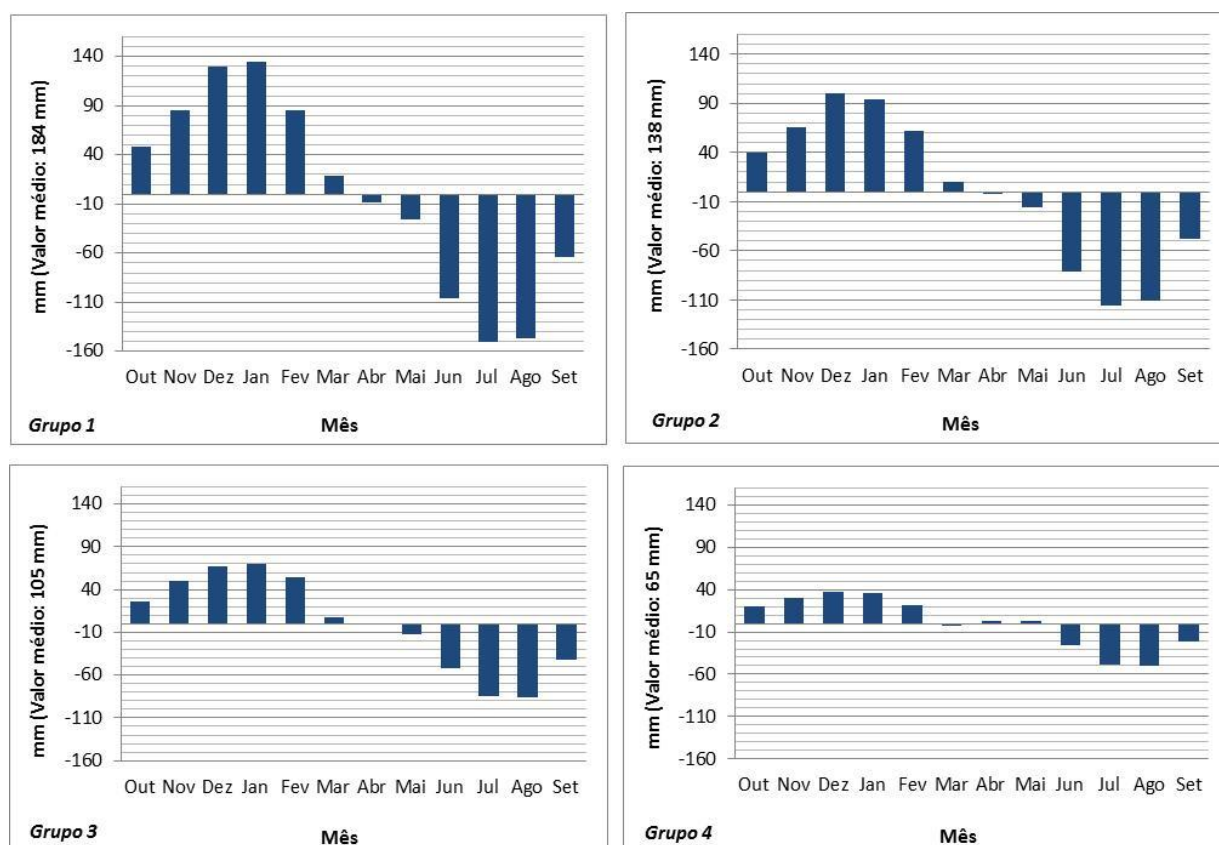 mm (Valor médio: 184 mm)
140
90
40
-10
-60
-110
-160
Out Nov Dez Jan Fev Mar Abr Mai Jun Jul Ago Set
Grupo 1
Mês
mm (Valor médio: 138 mm)
140
90
40
-10
-60
-110
-160
Out Nov Dez Jan Fev Mar Abr Mai Jun Jul Ago Set
Grupo 2
Mês
mm (Valor médio: 105 mm)
140
90
40
-10
-60
-110
-160
Out Nov Dez Jan Fev Mar Abr Mai Jun Jul Ago Set
Grupo 3
Mês
mm (Valor médio: 65 mm)
140
90
40
-10
-60
-110
-160
Out Nov Dez Jan Fev Mar Abr Mai Jun Jul Ago Set
Grupo 4
Mês